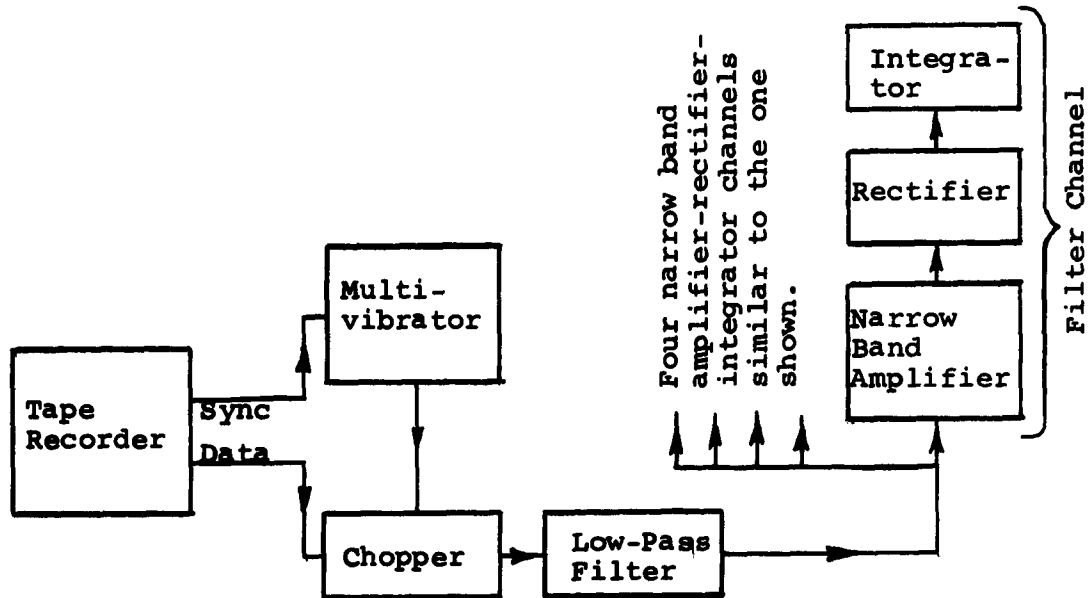 Tape
Recorder
Sync
Data
Multi-
vibrator
Chopper
Low-Pass
Filter
Four narrow band
amplifier-rectifier-
integrator channels
similar to the one
shown.
Integra-
tor
Rectifier
Narrow
Band
Amplifier
Filter Channel